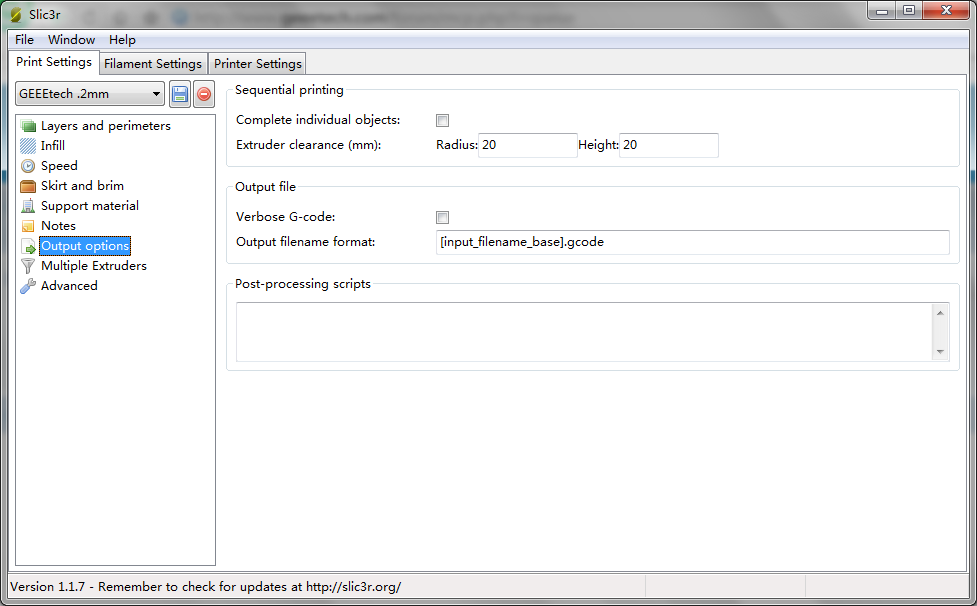 Slic3r
File Window Help
Print Settings Filament Settings Printer Settings
GEEEtech .2mm
Layers and perimeters
Infill
Speed
Skirt and brim
Support material
Notes
Output options
Multiple Extruders
Advanced
Sequential printing
Complete individual objects:
Extruder clearance (mm): Radius: 20 Height: 20
Output file
Verbose G-code:
Output filename format: [input_filename_base].gcode
Post-processing scripts
Version 1.1.7 - Remember to check for updates at http://slic3r.org/